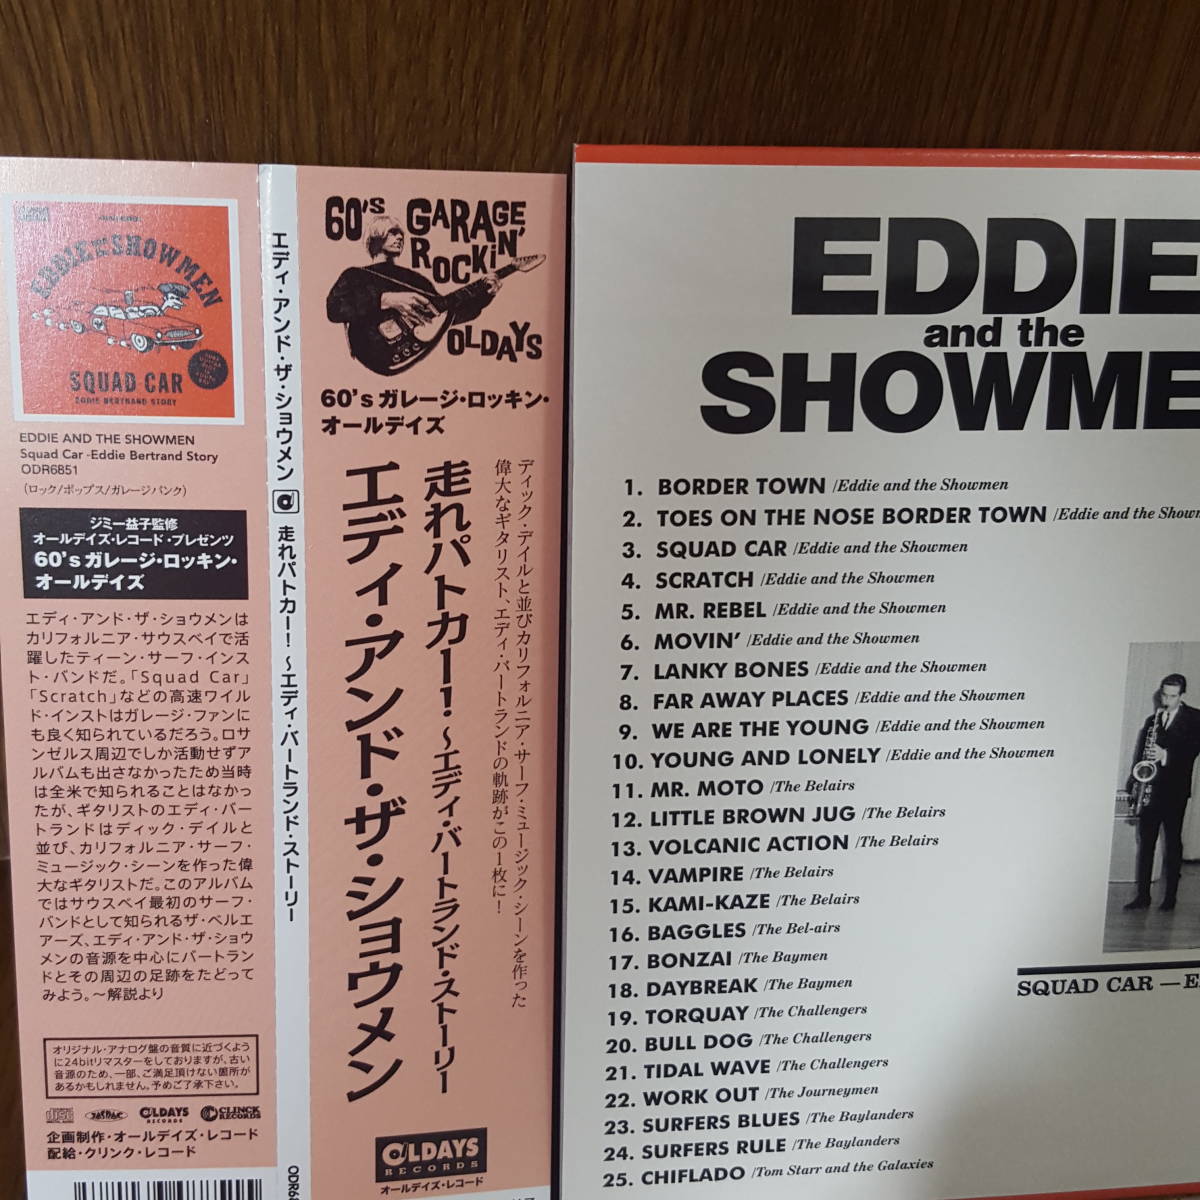 EDDIE and the SHOWMEN
SQUAD CAR
EDDIE BERTRAND STORY
EDDIE AND THE SHOWMEN
Squad Car -Eddie Bertrand Story
ODR6851
(ロック/ポップス/ガレージパンク)
ジミー益子監修
オールデイズ・レコード・プレゼンツ
60'sガレージ・ロッキン・
オールデイズ
エディ・アンド・ザ・ショウメンは
カリフォルニア・サウスベイで活
躍したティーン・サーフ・インス
ト・バンドだ。「Squad Car」
「Scratch」などの高速ワイル
ド・インストはガレージ・ファンに
も良く知られているだろう。ロサ
ンゼルス周辺でしか活動せずア
ルバムも出さなかったため当時
は全米で知られることはなかっ
たが、ギタリストのエディ・バー
トランドはディック・デイルと
並び、カリフォルニア・サーフ・
ミュージック・シーンを作った偉
大なギタリストだ。このアルバム
ではサウスベイ最初のサーフ・
バンドとして知られるザ・ベルエ
アーズ、エディ・アンド・ザ・ショウ
メンの音源を中心にバートラン
ドとその周辺の足跡をたどって
みよう。〜解説より
オリジナル・アナログ盤の音質に近づくよう
に24bitリマスターをしておりますが、古い
音源のため、一部、ご満足頂けない箇所が
あるかもしれません。予めご了承下さい。
JASRAC
OLDAYS RECORDS
CLINCK RECORDS
企画制作・オールデイズ・レコード
配給・クリンク・レコード
エディ・アンド・ザ・ショウメン 走れパトカー!〜エディ・バートランド・ストーリー
60's GARAGE ROCKiN' OLDAYS
60'sガレージ・ロッキン・
オールデイズ
ディック・デイルと並びカリフォルニア・サーフ・ミュージック・シーンを作った
偉大なギタリスト、エディ・バートランドの軌跡がこの1枚に!
走れパトカー!〜エディ・バートランド・ストーリー
エディ・アンド・ザ・ショウメン
OLDAYS
RECORDS
オールデイズ・レコード
EDDIE
and the
SHOWME
1. BORDER TOWN /Eddie and the Showmen
2. TOES ON THE NOSE BORDER TOWN /Eddie and the Showm
3. SQUAD CAR /Eddie and the Showmen
4. SCRATCH /Eddie and the Showmen
5. MR. REBEL /Eddie and the Showmen
6. MOVIN' /Eddie and the Showmen
7. LANKY BONES /Eddie and the Showmen
8. FAR AWAY PLACES /Eddie and the Showmen
9. WE ARE THE YOUNG /Eddie and the Showmen
10. YOUNG AND LONELY /Eddie and the Showmen
11. MR. MOTO /The Belairs
12. LITTLE BROWN JUG /The Belairs
13. VOLCANIC ACTION /The Belairs
14. VAMPIRE /The Belairs
15. KAMI-KAZE /The Belairs
16. BAGGLES /The Bel-airs
17. BONZAI /The Baymen
18. DAYBREAK /The Baymen
19. TORQUAY /The Challengers
20. BULL DOG /The Challengers
21. TIDAL WAVE /The Challengers
22. WORK OUT /The Journeymen
23. SURFERS BLUES /The Baylanders
24. SURFERS RULE /The Baylanders
25. CHIFLADO /Tom Starr and the Galaxies
SQUAD CAR — E